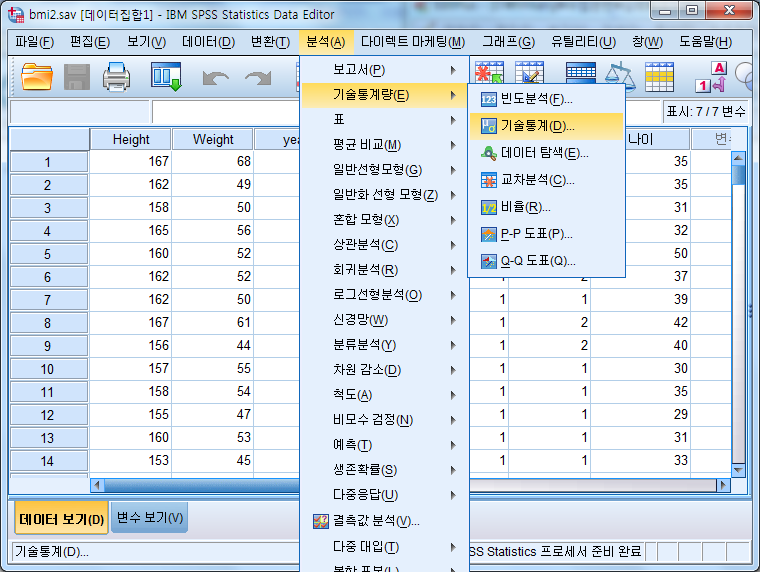 bmi2.sav [데이터집합1] - IBM SPSS Statistics Data Editor
파일(F) 편집(E) 보기(V) 데이터(D) 변환(T) 분석(A) 다이렉트 마케팅(M) 그래프(G) 유틸리티(U) 창(W) 도움말(H)
보고서(P)
기술통계량(E)
표
평균 비교(M)
일반선형모형(G)
일반화 선형 모형(Z)
혼합 모형(X)
상관분석(C)
회귀분석(R)
로그선형분석(O)
신경망(W)
분류분석(Y)
차원 감소(D)
척도(A)
비모수 검정(N)
예측(T)
생존확률(S)
다중응답(U)
결측값 분석(V)...
다중 대입(T)
빈도분석(F)...
기술통계(D)...
데이터 탐색(E)...
교차분석(C)...
비율(R)...
P-P 도표(P)...
Q-Q 도표(Q)...
표시: 7 / 7 변수
Height Weight 나이
1 167 68 35
2 162 49 35
3 158 50 31
4 165 56 32
5 160 52 50
6 162 52 37
7 162 50 1 1 39
8 167 61 1 2 42
9 156 44 1 2 40
10 157 55 1 1 30
11 158 54 1 1 35
12 155 47 1 1 29
13 160 53 1 1 31
14 153 45 1 1 33
데이터 보기(D) 변수 보기(V)
기술통계(D)... SS Statistics 프로세서 준비 완료